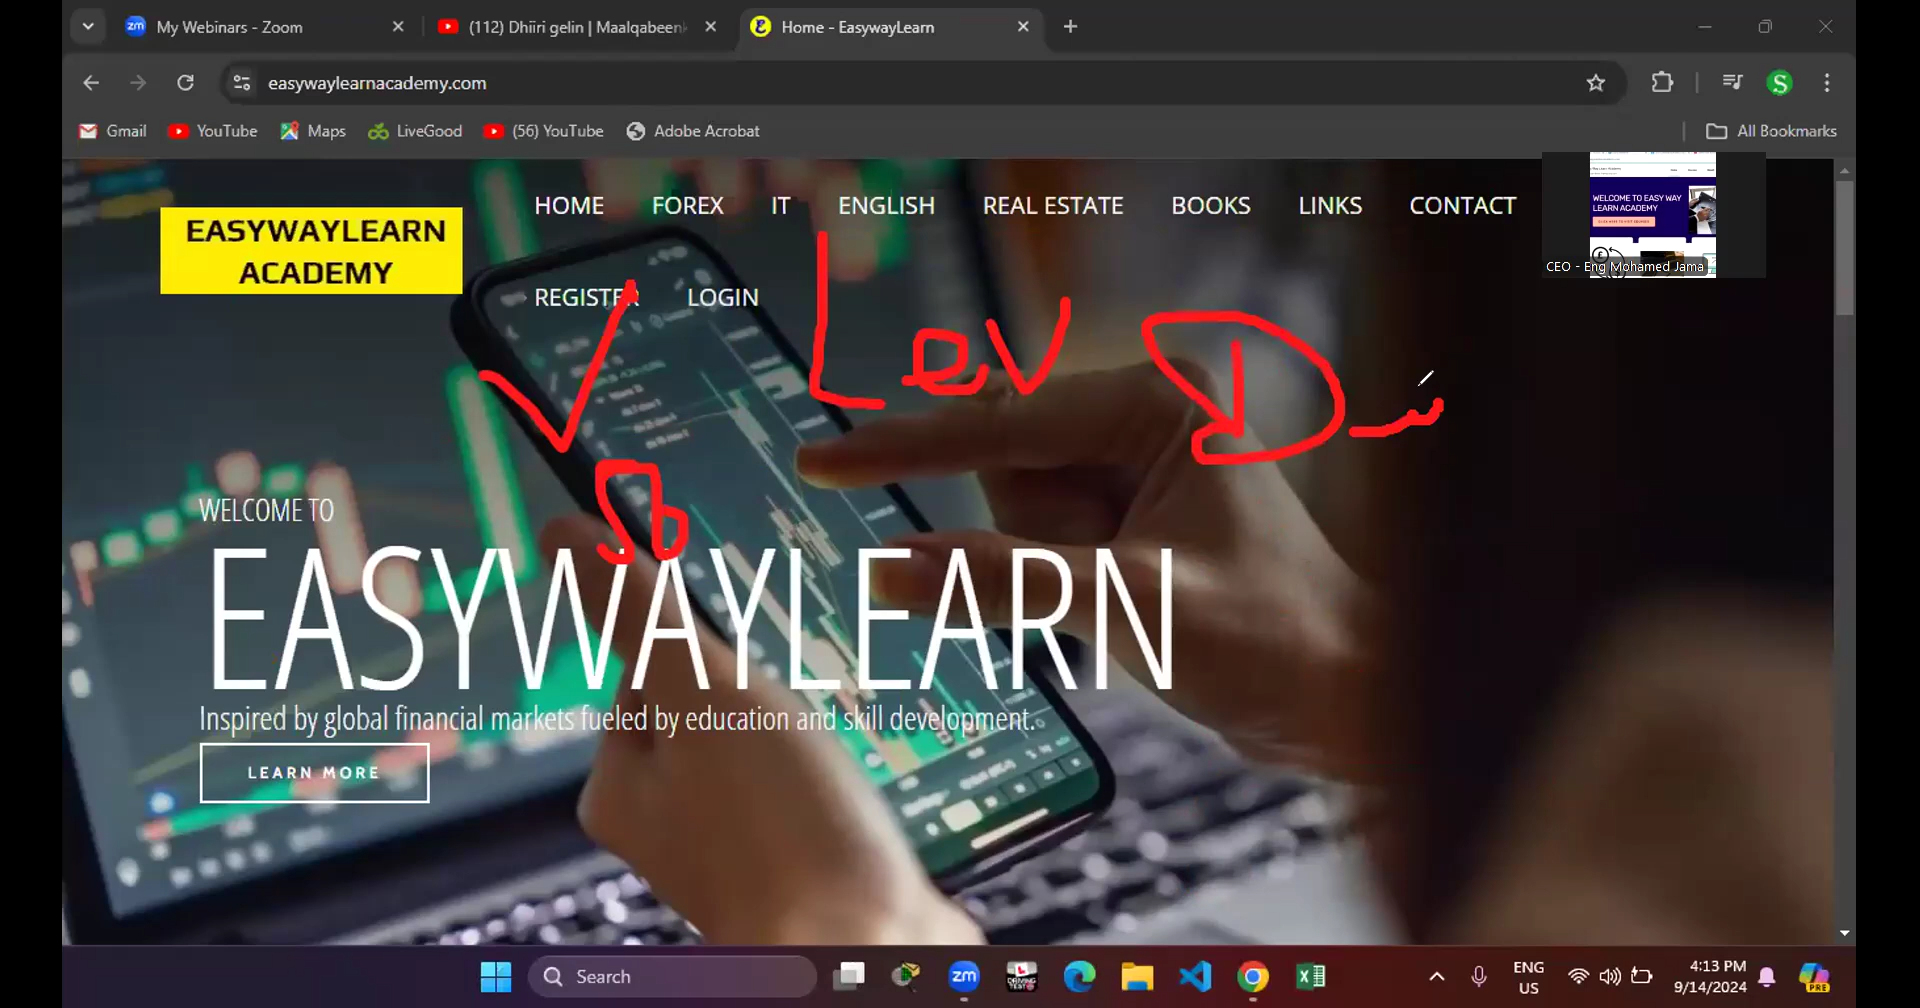 My Webinars - Zoom
(112) Dhiiri gelin | Maalqabeen
Home - EasywayLearn
easywaylearnacademy.com
Gmail
YouTube
Maps
LiveGood
(56) YouTube
Adobe Acrobat
All Bookmarks
EASYWAYLEARN
ACADEMY
HOME
FOREX
IT
ENGLISH
REAL ESTATE
BOOKS
LINKS
CONTACT
REGISTER
LOGIN
WELCOME TO EASY WAY
LEARN ACADEMY
CEO - Eng Mohamed Jama
Lev D
WELCOME TO
EASYWAYLEARN
Inspired by global financial markets fueled by education and skill development.
LEARN MORE
Search
zm
ENG
US
4:13 PM
9/14/2024
PRE